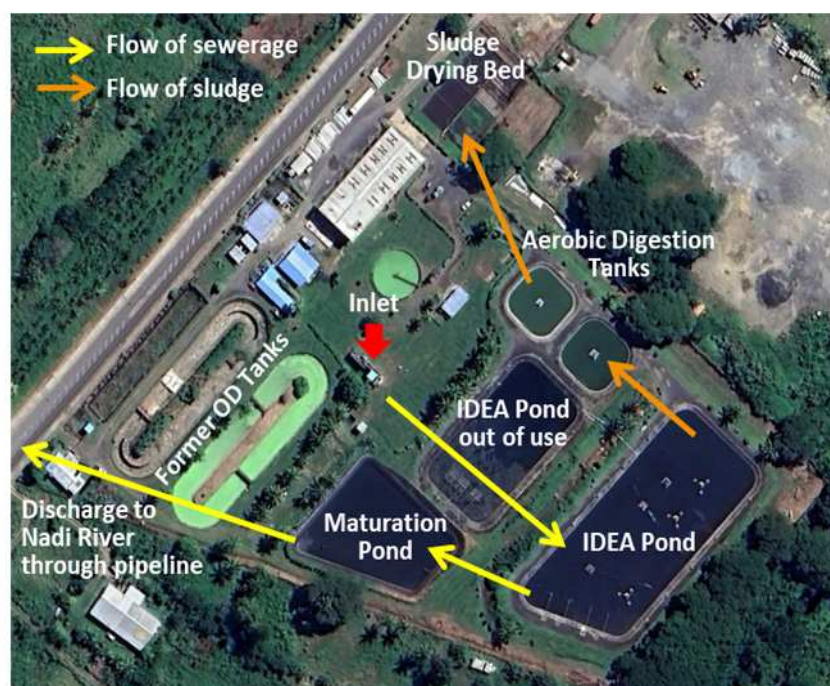 Flow of sewerage
Flow of sludge
Sludge
Drying Bed
Aerobic Digestion
Tanks
Inlet
Former OD Tanks
IDEA Pond
out of use
Maturation
Pond
IDEA Pond
Discharge to
Nadi River
through pipeline